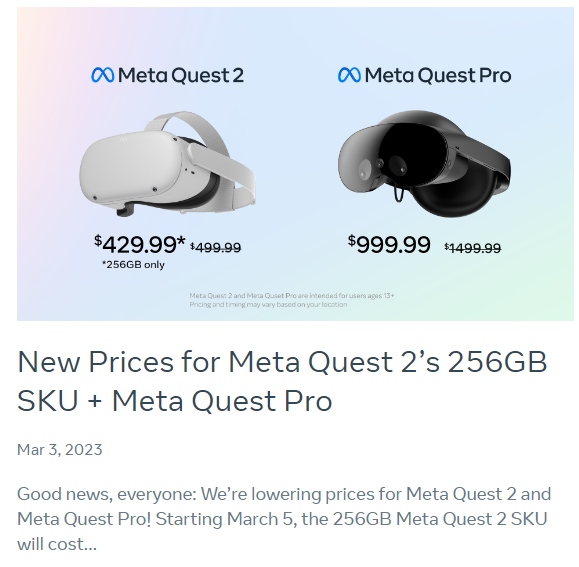 Meta Quest 2
Meta Quest Pro
$429.99* $499.99
*256GB only
$999.99 $1499.99
Meta Quest 2 and Meta Quset Pro are intended for users ages 13+
Pricing and timing may vary based on your location
New Prices for Meta Quest 2’s 256GB
SKU + Meta Quest Pro
Mar 3, 2023
Good news, everyone: We’re lowering prices for Meta Quest 2 and
Meta Quest Pro! Starting March 5, the 256GB Meta Quest 2 SKU
will cost...